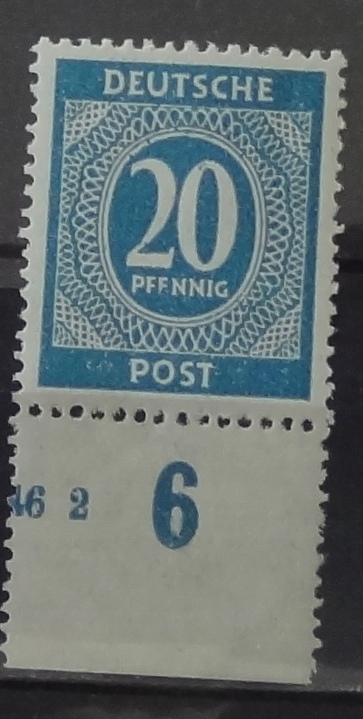 DEUTSCHE
20
PFENNIG
POST
46 2 6